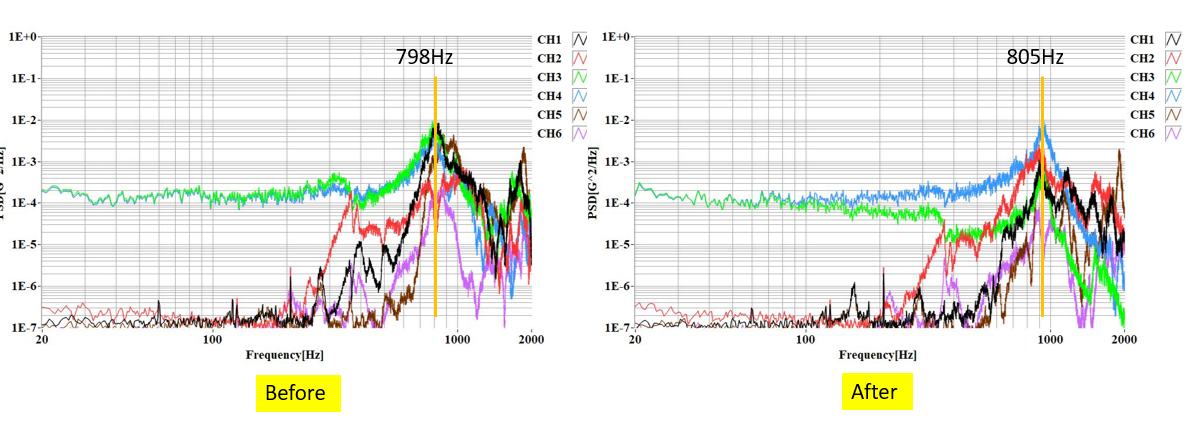 798Hz
1E+0
1E-1
1E-2
1E-3
1E-4
1E-5
1E-6
1E-7
PSD[G^2/Hz]
20
100
1000
2000
Frequency[Hz]
CH1
CH2
CH3
CH4
CH5
CH6
Before
805Hz
1E+0
1E-1
1E-2
1E-3
1E-4
1E-5
1E-6
1E-7
PSD[G^2/Hz]
20
100
1000
2000
Frequency[Hz]
CH1
CH2
CH3
CH4
CH5
CH6
After